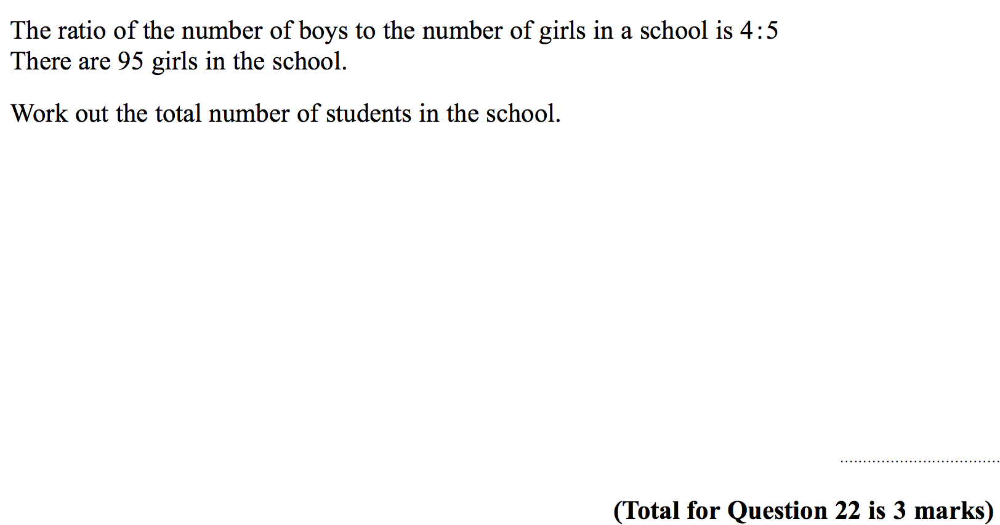 The ratio of the number of boys to the number of girls in a school is 4:5
There are 95 girls in the school.
Work out the total number of students in the school.
...................................
(Total for Question 22 is 3 marks)